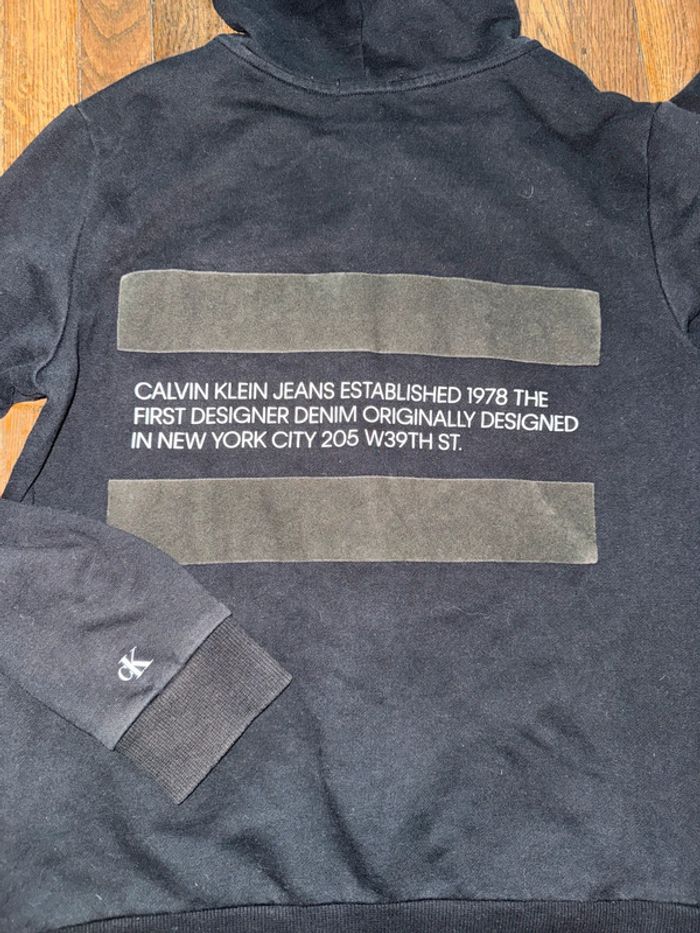 CALVIN KLEIN JEANS ESTABLISHED 1978 THE
FIRST DESIGNER DENIM ORIGINALLY DESIGNED
IN NEW YORK CITY 205 W39TH ST.
CK